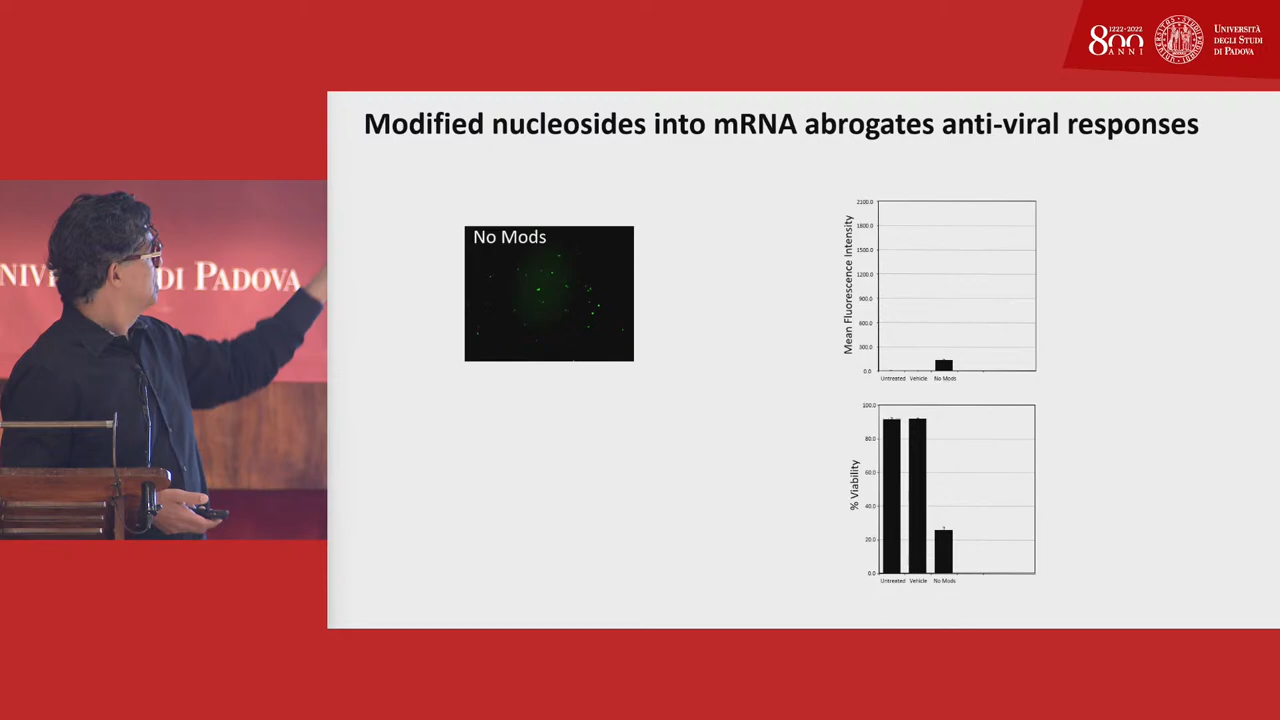 1222·2022
800
ANNI
UNIVERSITÀ
DEGLI STUDI
DI PADOVA
Modified nucleosides into mRNA abrogates anti-viral responses
STUDI PADOVA
No Mods
Mean Fluorescence Intensity
2100.0
1800.0
1500.0
1200.0
900.0
600.0
300.0
0.0
Untreated Vehicle No Mods
% Viability
100.0
80.0
60.0
40.0
20.0
0.0
Untreated Vehicle No Mods